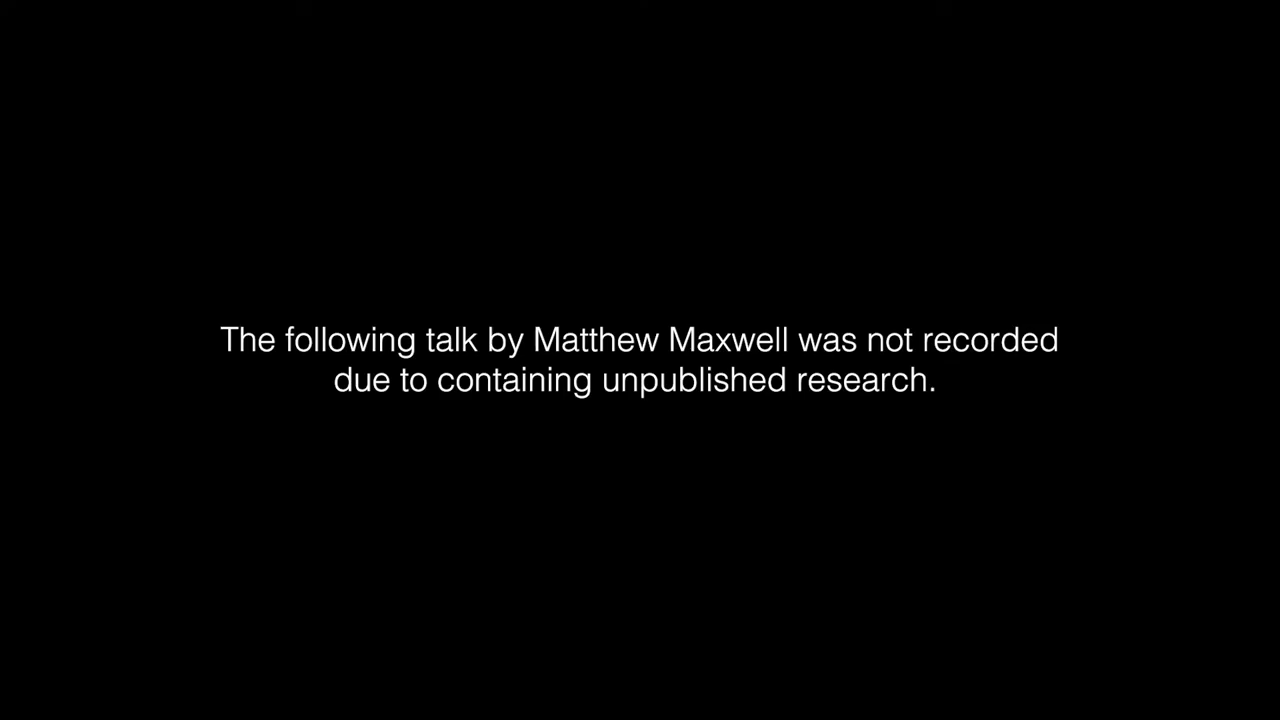 The following talk by Matthew Maxwell was not recorded
due to containing unpublished research.